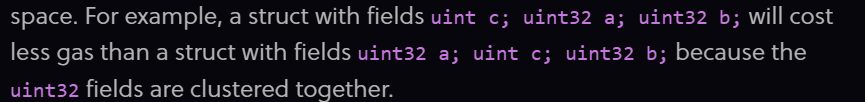 space. For example, a struct with fields uint c; uint32 a; uint32 b; will cost
less gas than a struct with fields uint32 a; uint c; uint32 b; because the
uint32 fields are clustered together.